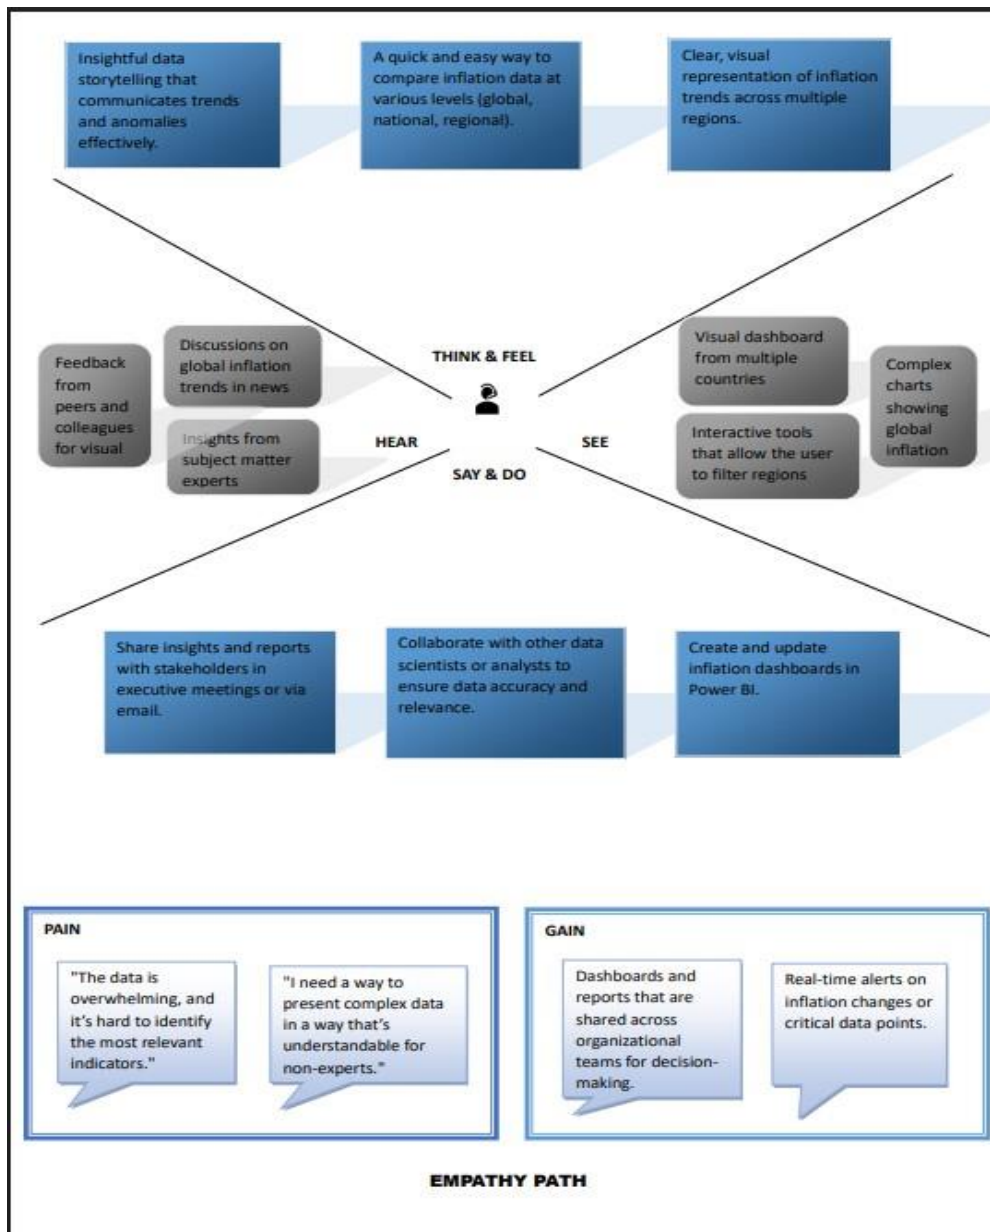 Insightful data
storytelling that
communicates trends
and anomalies
effectively.
A quick and easy way to
compare inflation data at
various levels (global,
national, regional).
Clear, visual
representation of inflation
trends across multiple
regions.
Feedback
from
peers and
colleagues
for visual
Discussions on
global inflation
trends in news
Insights from
subject matter
experts
THINK & FEEL
HEAR
SEE
SAY & DO
Visual dashboard
from multiple
countries
Interactive tools
that allow the user
to filter regions
Complex
charts
showing
global
inflation
Share insights and reports
with stakeholders in
executive meetings or via
email.
Collaborate with other data
scientists or analysts to
ensure data accuracy and
relevance.
Create and update
inflation dashboards in
Power BI.
PAIN
"The data is
overwhelming, and
it's hard to identify
the most relevant
indicators."
"I need a way to
present complex data
in a way that's
understandable for
non-experts."
GAIN
Dashboards and
reports that are
shared across
organizational
teams for decision-
making.
Real-time alerts on
inflation changes or
critical data points.
EMPATHY PATH